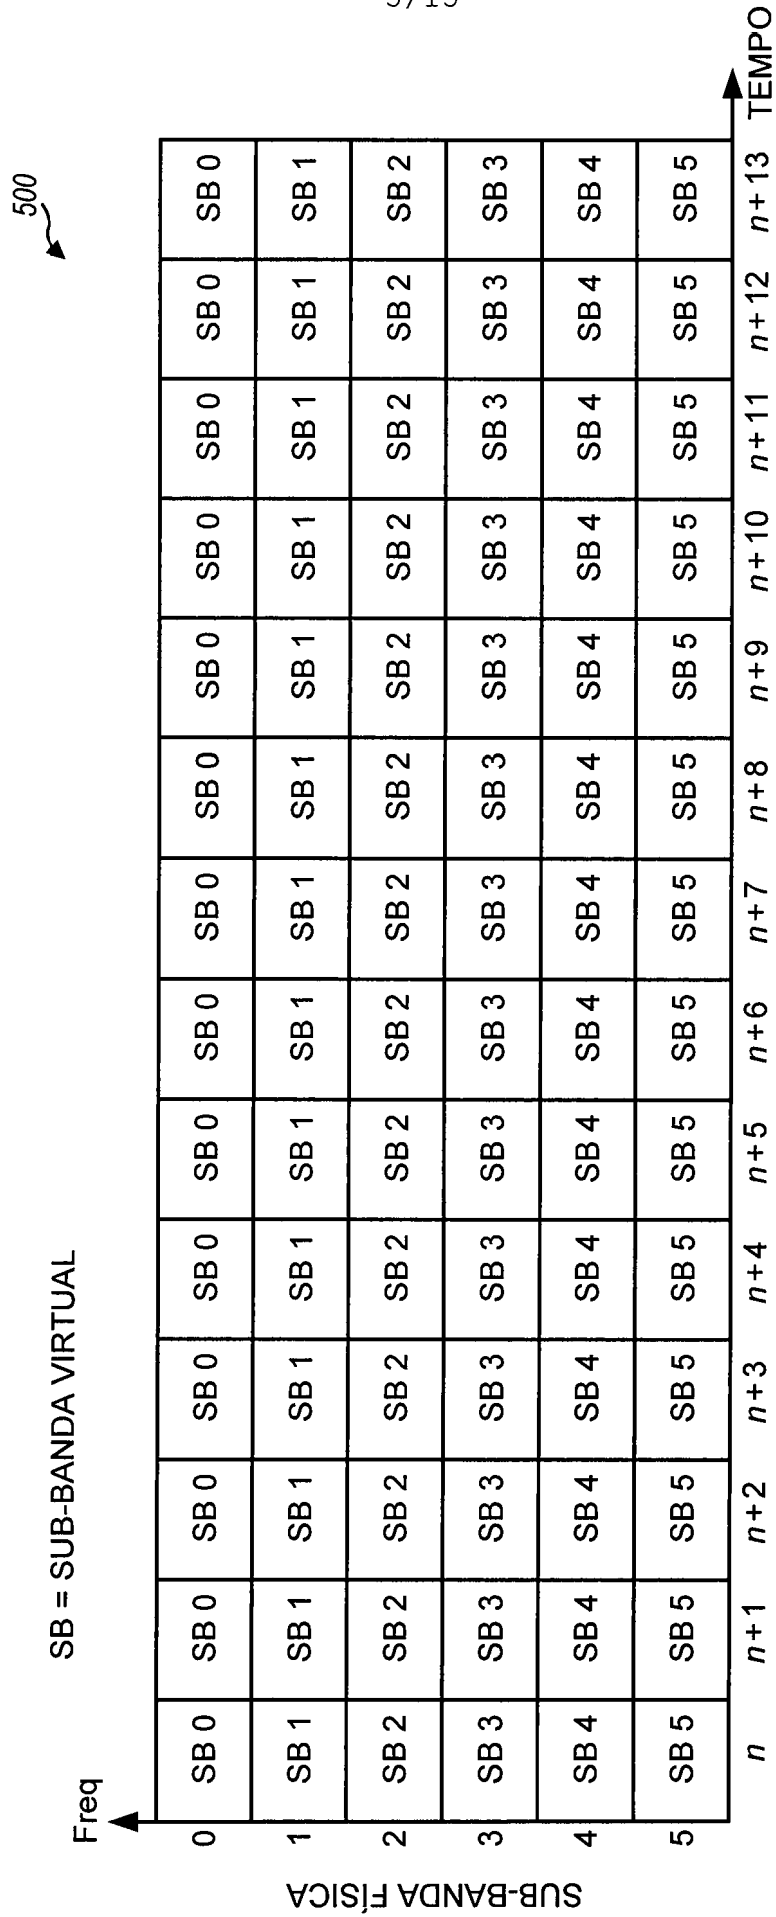 500
SB = SUB-BANDA VIRTUAL
Freq
SUB-BANDA FÍSICA
0 SB 0 SB 0 SB 0 SB 0 SB 0 SB 0 SB 0 SB 0 SB 0 SB 0 SB 0 SB 0 SB 0 SB 0
1 SB 1 SB 1 SB 1 SB 1 SB 1 SB 1 SB 1 SB 1 SB 1 SB 1 SB 1 SB 1 SB 1 SB 1
2 SB 2 SB 2 SB 2 SB 2 SB 2 SB 2 SB 2 SB 2 SB 2 SB 2 SB 2 SB 2 SB 2 SB 2
3 SB 3 SB 3 SB 3 SB 3 SB 3 SB 3 SB 3 SB 3 SB 3 SB 3 SB 3 SB 3 SB 3 SB 3
4 SB 4 SB 4 SB 4 SB 4 SB 4 SB 4 SB 4 SB 4 SB 4 SB 4 SB 4 SB 4 SB 4 SB 4
5 SB 5 SB 5 SB 5 SB 5 SB 5 SB 5 SB 5 SB 5 SB 5 SB 5 SB 5 SB 5 SB 5 SB 5
n n+1 n+2 n+3 n+4 n+5 n+6 n+7 n+8 n+9 n+10 n+11 n+12 n+13 TEMPO